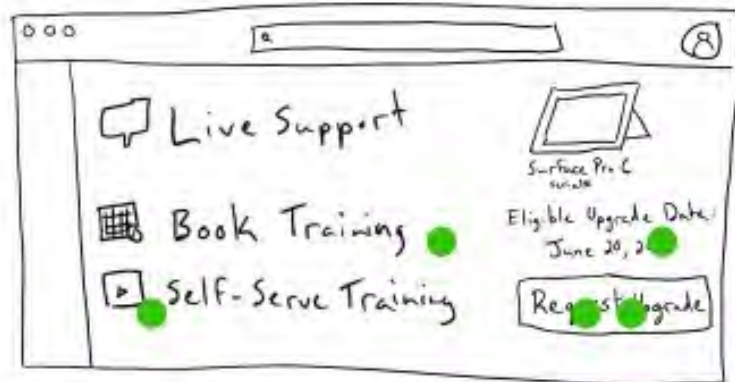 Live Support
Book Training
Self-Serve Training
Surface Pro 6
Eligible Upgrade Date:
June 20, 2
Request Upgrade